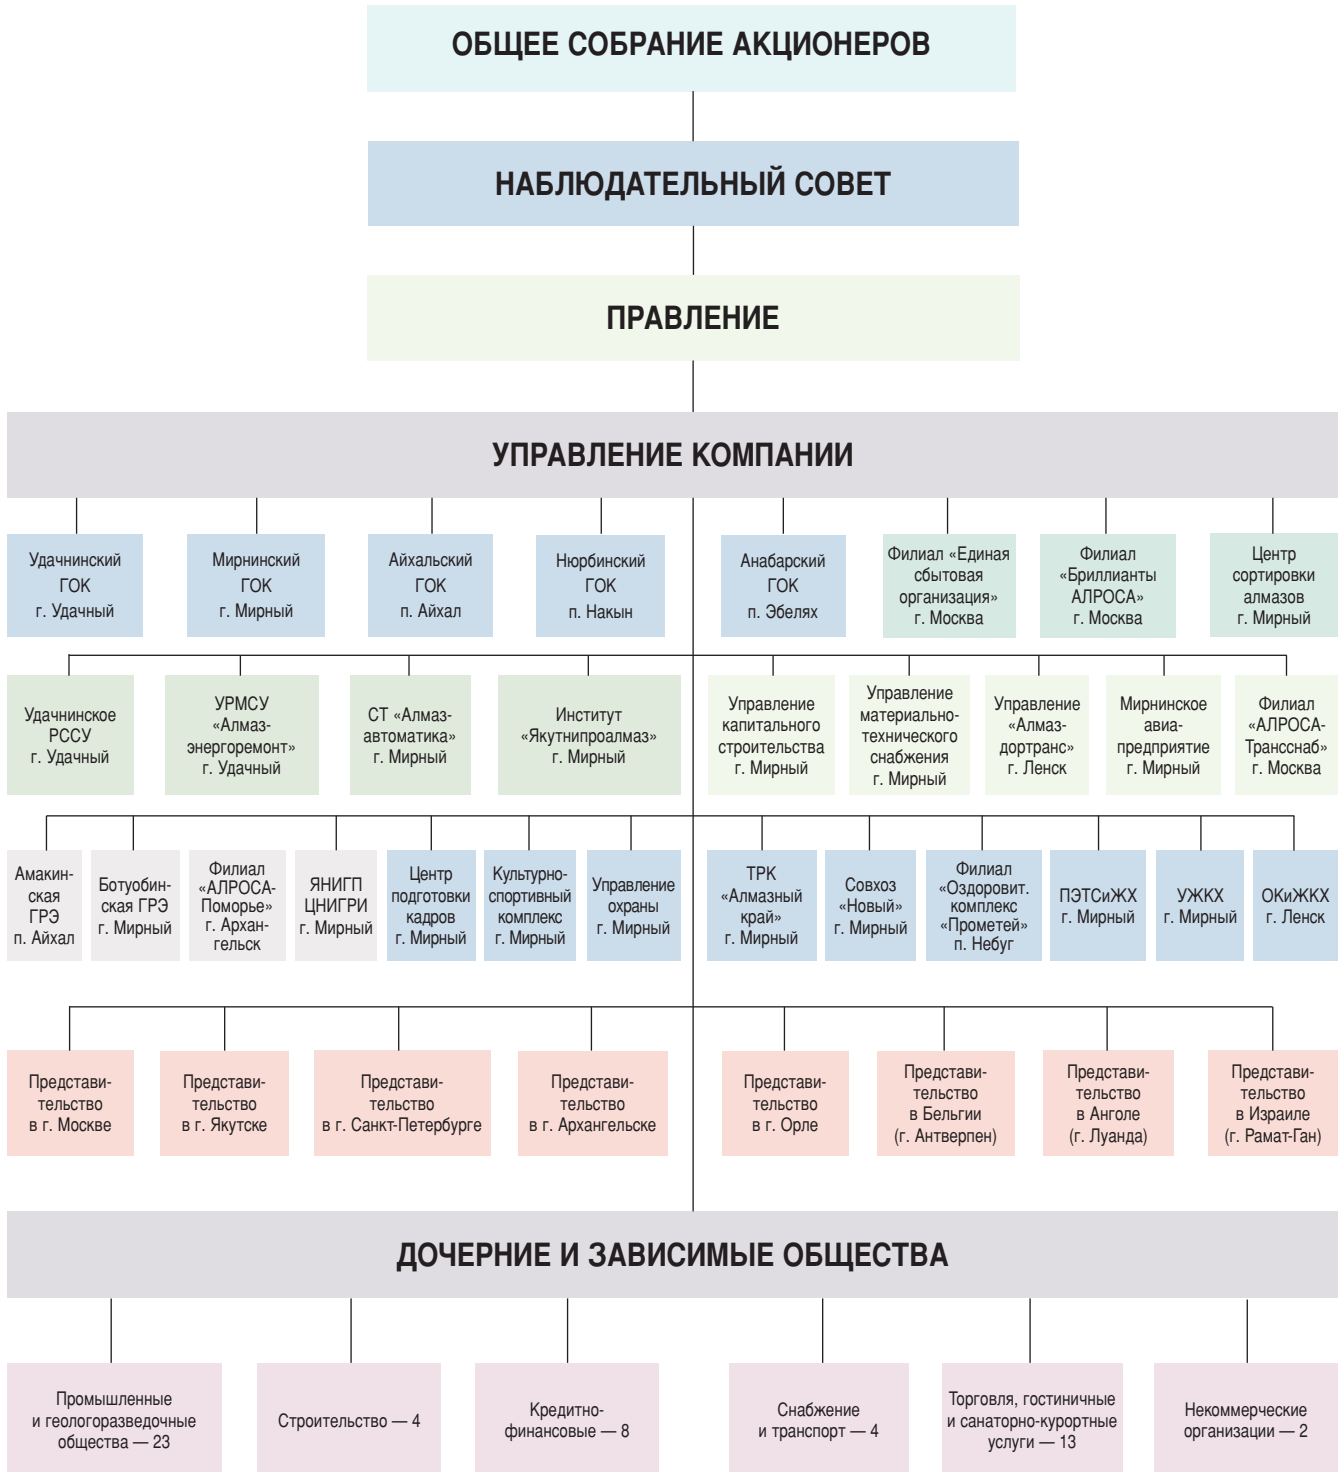 ОБЩЕЕ СОБРАНИЕ АКЦИОНЕРОВ
НАБЛЮДАТЕЛЬНЫЙ СОВЕТ
ПРАВЛЕНИЕ
УПРАВЛЕНИЕ КОМПАНИИ
Удачнинский
ГОК
г. Удачный
Мирнинский
ГОК
г. Мирный
Айхальский
ГОК
п. Айхал
Нюрбинский
ГОК
п. Накын
Анабарский
ГОК
п. Эбелях
Филиал «Единая
сбытовая
организация»
г. Москва
Филиал
«Бриллианты
АЛРОСА»
г. Москва
Центр
сортировки
алмазов
г. Мирный
Удачнинское
РССУ
г. Удачный
УРМСУ
«Алмаз-
энергоремонт»
г. Удачный
СТ «Алмаз-
автоматика»
г. Мирный
Институт
«Якутнипроалмаз»
г. Мирный
Управление
капитального
строительства
г. Мирный
Управление
материально-
технического
снабжения
г. Мирный
Управление
«Алмаз-
дортранс»
г. Ленск
Мирнинское
авиа-
предприятие
г. Мирный
Филиал
«АЛРОСА-
Трансснаб»
г. Москва
Амакин-
ская
ГРЭ
п. Айхал
Ботуобин-
ская ГРЭ
г. Мирный
Филиал
«АЛРОСА-
Поморье»
г. Архан-
гельск
ЯНИГП
ЦНИГРИ
г. Мирный
Центр
подготовки
кадров
г. Мирный
Культурно-
спортивный
комплекс
г. Мирный
Управление
охраны
г. Мирный
ТРК
«Алмазный
край»
г. Мирный
Совхоз
«Новый»
г. Мирный
Филиал
«Оздоровит.
комплекс
«Прометей»
п. Небуг
ПЭТСиЖХ
г. Мирный
УЖКХ
г. Мирный
ОКиЖКХ
г. Ленск
Представи-
тельство
в г. Москве
Представи-
тельство
в г. Якутске
Представи-
тельство
в г. Санкт-Петербурге
Представи-
тельство
в г. Архангельске
Представи-
тельство
в г. Орле
Представи-
тельство
в Бельгии
(г. Антверпен)
Представи-
тельство
в Анголе
(г. Луанда)
Представи-
тельство
в Израиле
(г. Рамат-Ган)
ДОЧЕРНИЕ И ЗАВИСИМЫЕ ОБЩЕСТВА
Промышленные
и геологоразведочные
общества — 23
Строительство — 4
Кредитно-
финансовые — 8
Снабжение
и транспорт — 4
Торговля, гостиничные
и санаторно-курортные
услуги — 13
Некоммерческие
организации — 2